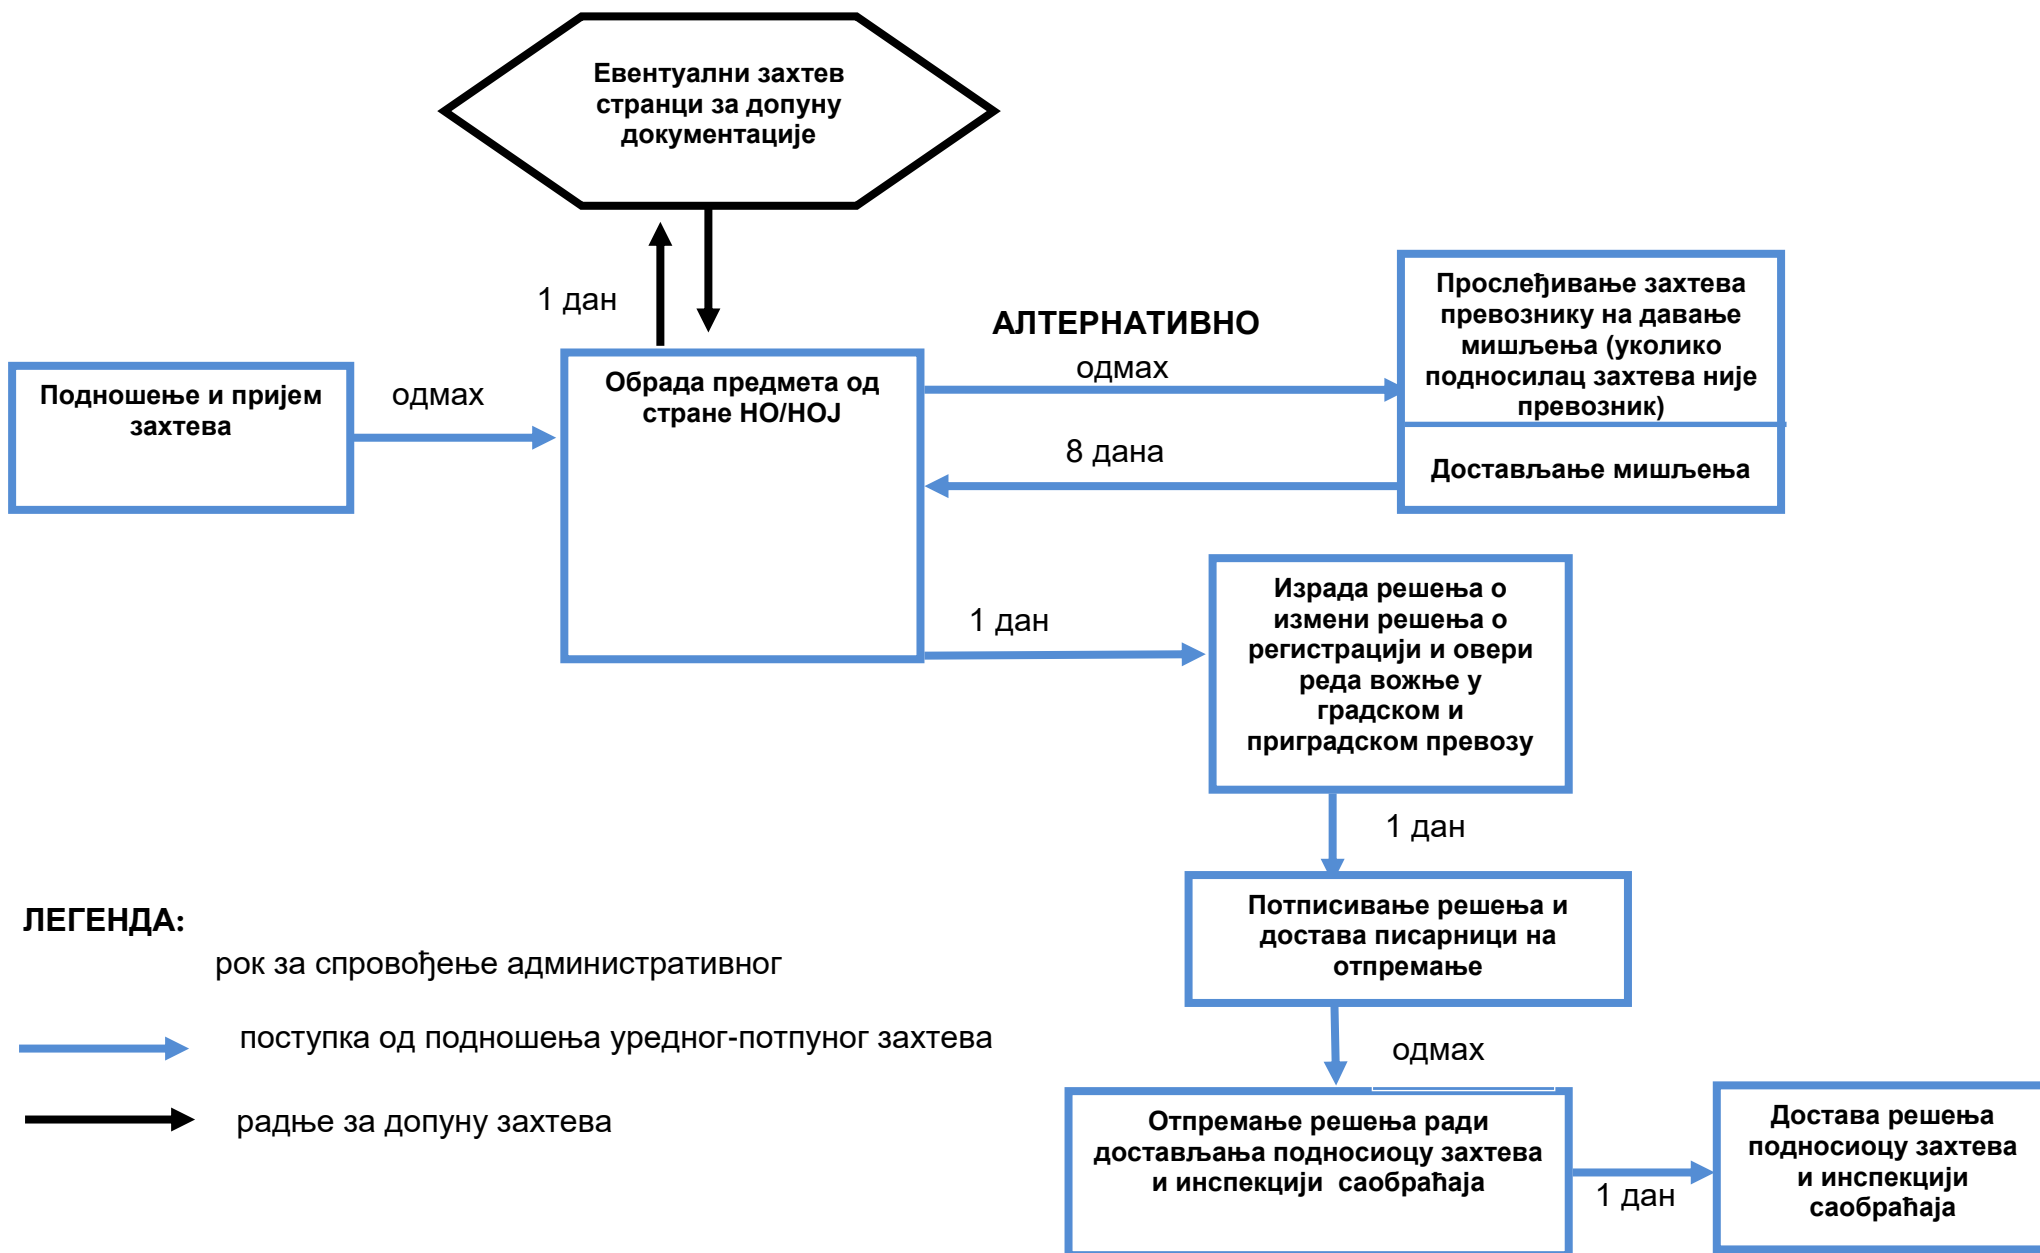 Евентуални захтев
странци за допуну
документације
1 дан
АЛТЕРНАТИВНО
одмах
Прослеђивање захтева
превознику на давање
мишљења (уколико
подносилац захтева није
превозник)
Подношење и пријем
захтева
одмах
Обрада предмета од
стране НО/НОЈ
8 дана
Достављање мишљења
1 дан
Израда решења о
измени решења о
регистрацији и овери
реда вожње у
градском и
приградском превозу
1 дан
Потписивање решења и
достава писарници на
отпремање
ЛЕГЕНДА:
рок за спровођење административног
поступка од подношења уредног-потпуног захтева
радње за допуну захтева
одмах
Отпремање решења ради
достављања подносиоцу захтева
и инспекцији  саобраћаја
1 дан
Достава решења
подносиоцу захтева
и инспекцији
саобраћаја